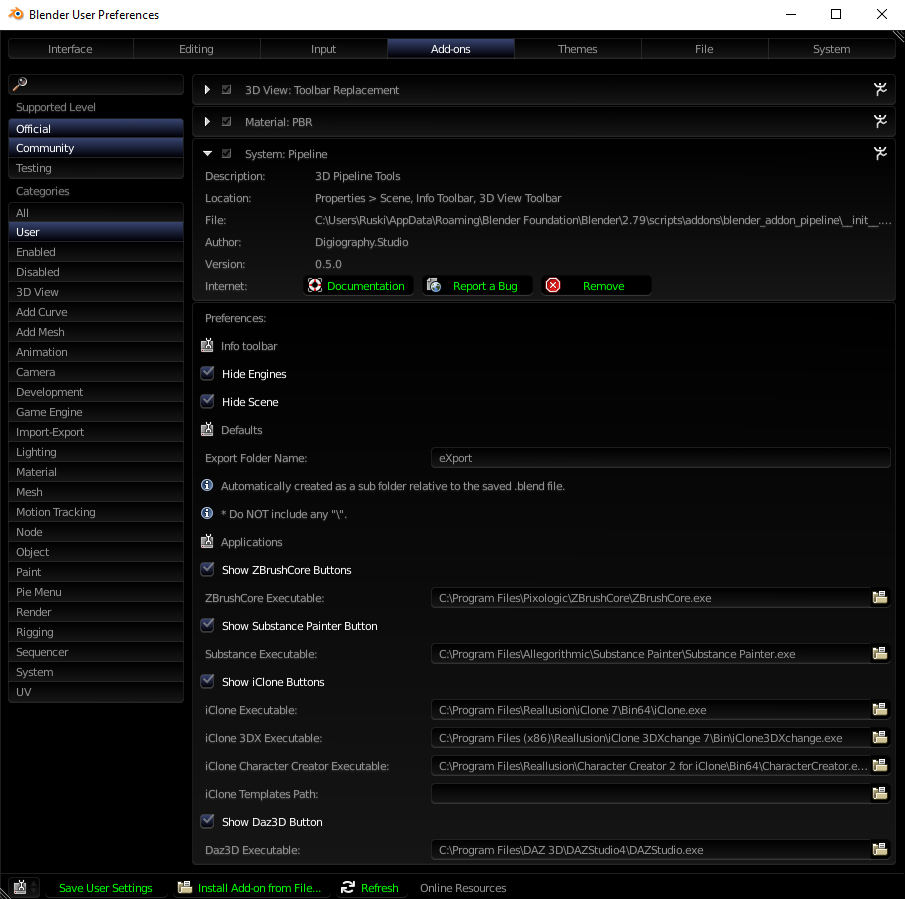 Blender User Preferences
Interface Editing Input Add-ons Themes File System
Supported Level
Official
Community
Testing
Categories
All
User
Enabled
Disabled
3D View
Add Curve
Add Mesh
Animation
Camera
Development
Game Engine
Import-Export
Lighting
Material
Mesh
Motion Tracking
Node
Object
Paint
Pie Menu
Render
Rigging
Sequencer
System
UV
3D View: Toolbar Replacement
Material: PBR
System: Pipeline
Description: 3D Pipeline Tools
Location: Properties > Scene, Info Toolbar, 3D View Toolbar
File: C:\Users\Ruski\AppData\Roaming\Blender Foundation\Blender\2.79\scripts\addons\blender_addon_pipeline\__init__....
Author: Digiography.Studio
Version: 0.5.0
Internet: Documentation Report a Bug Remove
Preferences:
Info toolbar
Hide Engines
Hide Scene
Defaults
Export Folder Name: eXport
Automatically created as a sub folder relative to the saved .blend file.
* Do NOT include any "\".
Applications
Show ZBrushCore Buttons
ZBrushCore Executable: C:\Program Files\Pixologic\ZBrushCore\ZBrushCore.exe
Show Substance Painter Button
Substance Executable: C:\Program Files\Allegorithmic\Substance Painter\Substance Painter.exe
Show iClone Buttons
iClone Executable: C:\Program Files\Reallusion\iClone 7\Bin64\iClone.exe
iClone 3DX Executable: C:\Program Files (x86)\Reallusion\iClone 3DXchange 7\Bin\iClone3DXchange.exe
iClone Character Creator Executable: C:\Program Files\Reallusion\Character Creator 2 for iClone\Bin64\CharacterCreator.e...
iClone Templates Path:
Show Daz3D Button
Daz3D Executable: C:\Program Files\DAZ 3D\DAZStudio4\DAZStudio.exe
Save User Settings Install Add-on from File... Refresh Online Resources